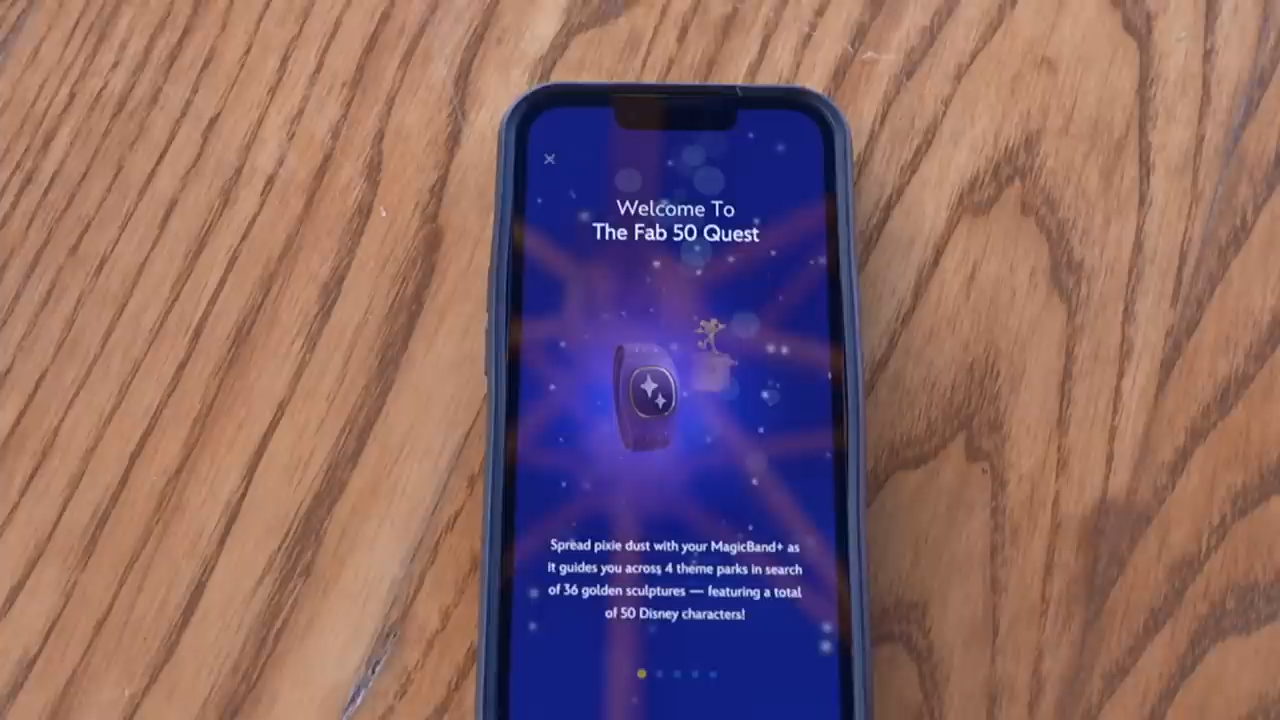 Welcome To
The Fab 50 Quest
Spread pixie dust with your MagicBand+ as
it guides you across 4 theme parks in search
of 36 golden sculptures — featuring a total
of 50 Disney characters!